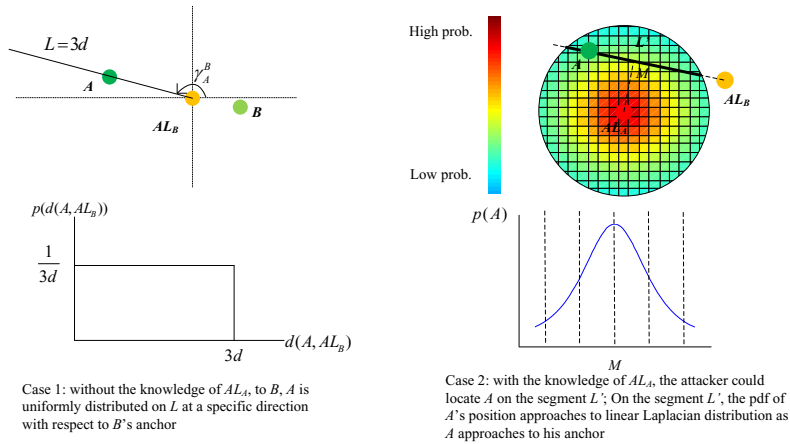 L=3d
γ_A^B
A
AL_B
B
p(d(A, AL_B))
1
3d
3d
d(A, AL_B)
Case 1: without the knowledge of AL_A, to B, A is
uniformly distributed on L at a specific direction
with respect to B's anchor
High prob.
Low prob.
L'
A
M
AL_B
AL_A
p(A)
M
Case 2: with the knowledge of AL_A, the attacker could
locate A on the segment L'; On the segment L', the pdf of
A's position approaches to linear Laplacian distribution as
A approaches to his anchor